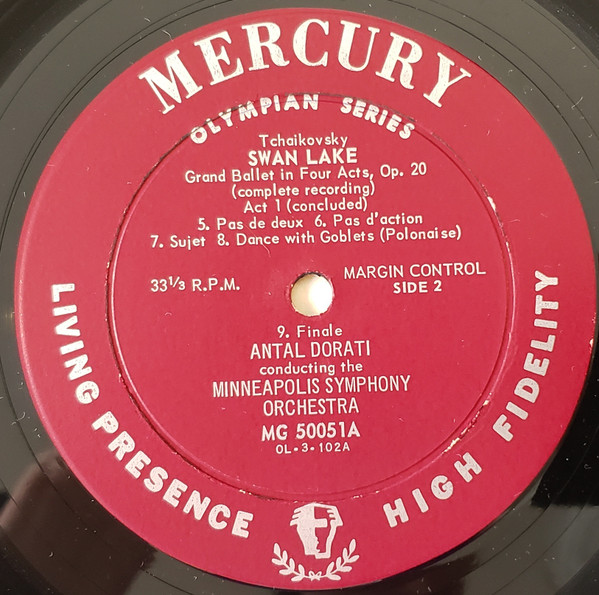 MERCURY
OLYMPIAN SERIES
Tchaikovsky
SWAN LAKE
Grand Ballet in Four Acts, Op. 20
(complete recording)
Act 1 (concluded)
5. Pas de deux 6. Pas d'action
7. Sujet 8. Dance with Goblets (Polonaise)
33⅓ R.P.M.
MARGIN CONTROL
SIDE 2
9. Finale
ANTAL DORATI
conducting the
MINNEAPOLIS SYMPHONY
ORCHESTRA
MG 50051A
OL-3-102A
LIVING PRESENCE
HIGH FIDELITY